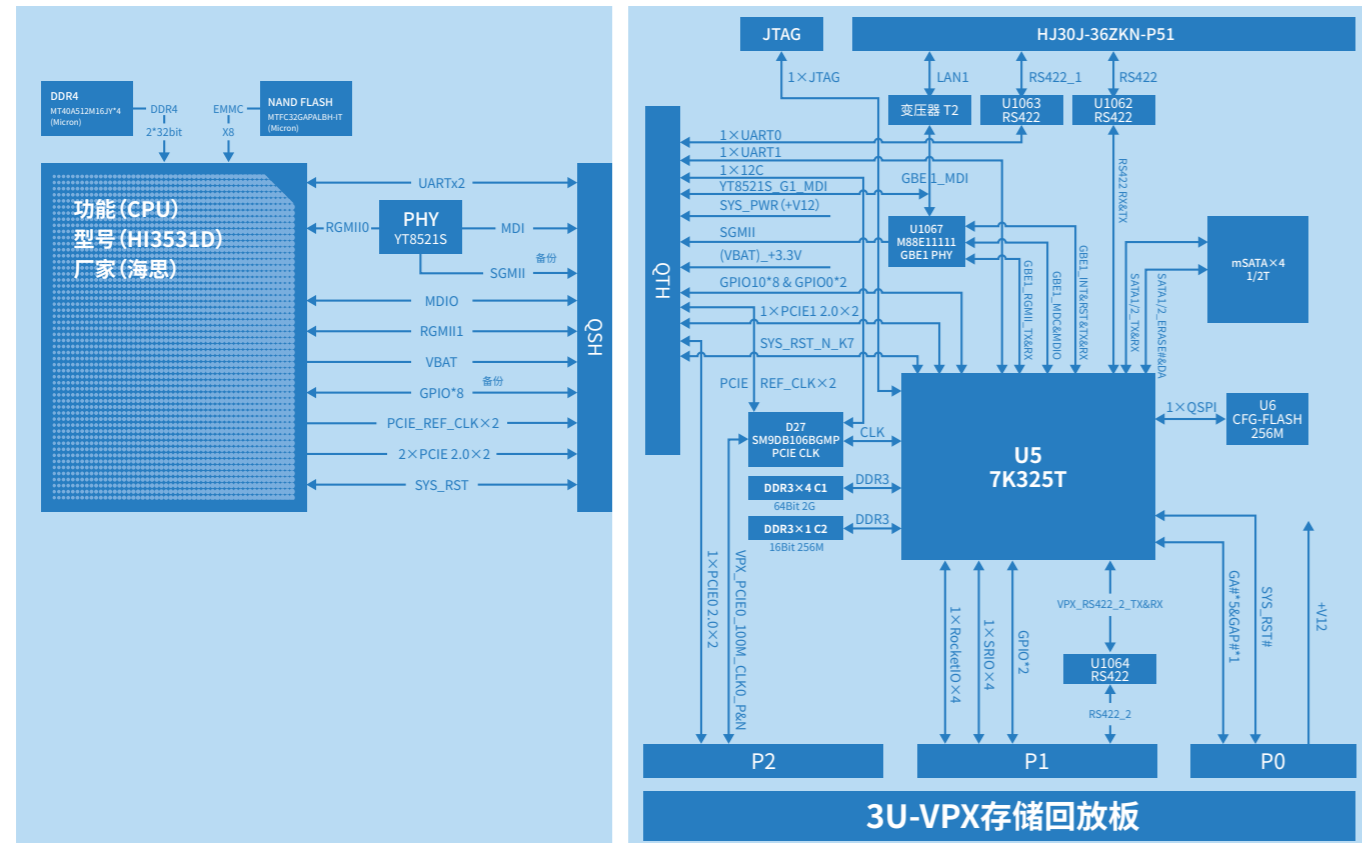 DDR4
MT40A512M16JY*4
(Micron)
DDR4
2*32bit
EMMC
X8
NAND FLASH
MTFC32GAPALBH-IT
(Micron)
功能（CPU）
型号（HI3531D）
厂家（海思）
UARTx2
RGMII0
PHY
YT8521S
MDI
备份
SGMII
MDIO
RGMII1
VBAT
备份
GPIO*8
PCIE_REF_CLK×2
2×PCIE 2.0×2
SYS_RST
QSH
JTAG
HJ30J-36ZKN-P51
1×JTAG
LAN1
RS422_1
RS422
变压器 T2
U1063
RS422
U1062
RS422
QTH
1×UART0
1×UART1
1×12C
YT8521S_G1_MDI
SYS_PWR（+V12）
SGMII
(VBAT)_+3.3V
GPIO10*8 & GPIO0*2
1×PCIE1 2.0×2
SYS_RST_N_K7
PCIE REF_CLK×2
GBE 1_MDI
U1067
M88E11111
GBE1 PHY
GBE1_RGMII_TX&RX
GBE1_MDC&MDIO
GBE1_INT&RST&TX&RX
RS422 RX&TX
SATA1/2_TX&RX
SATA1/2_ERASE#&DA
mSATA×4
1/2T
D27
SM9DB106BGMP
PCIE CLK
CLK
DDR3×4 C1
64Bit 2G
DDR3
DDR3×1 C2
16Bit 256M
DDR3
U5
7K325T
1×QSPI
U6
CFG-FLASH
256M
1×PCIE0 2.0×2
VPX_PCIE0_100M_CLK0_P&N
1×RocketIO×4
1×SRIO×4
GPIO*2
VPX_RS422_2_TX&RX
U1064
RS422
RS422_2
GA#*5&GAP#*1
SYS_RST#
+V12
P2
P1
P0
3U-VPX存储回放板